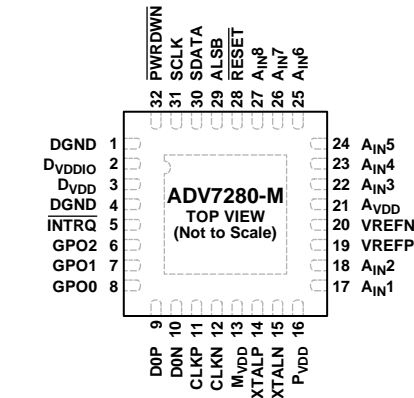 PWRDWN
SCLK
SDATA
ALSB
RESET
AIN8
AIN7
AIN6
32
31
30
29
28
27
26
25
DGND 1
DVDDIO 2
DVDD 3
DGND 4
INTRQ 5
GPO2 6
GPO1 7
GPO0 8
ADV7280-M
TOP VIEW
(Not to Scale)
24 AIN5
23 AIN4
22 AIN3
21 AVDD
20 VREFN
19 VREFP
18 AIN2
17 AIN1
9
10
11
12
13
14
15
16
D0P
D0N
CLKP
CLKN
MVDD
XTALP
XTALN
PVDD